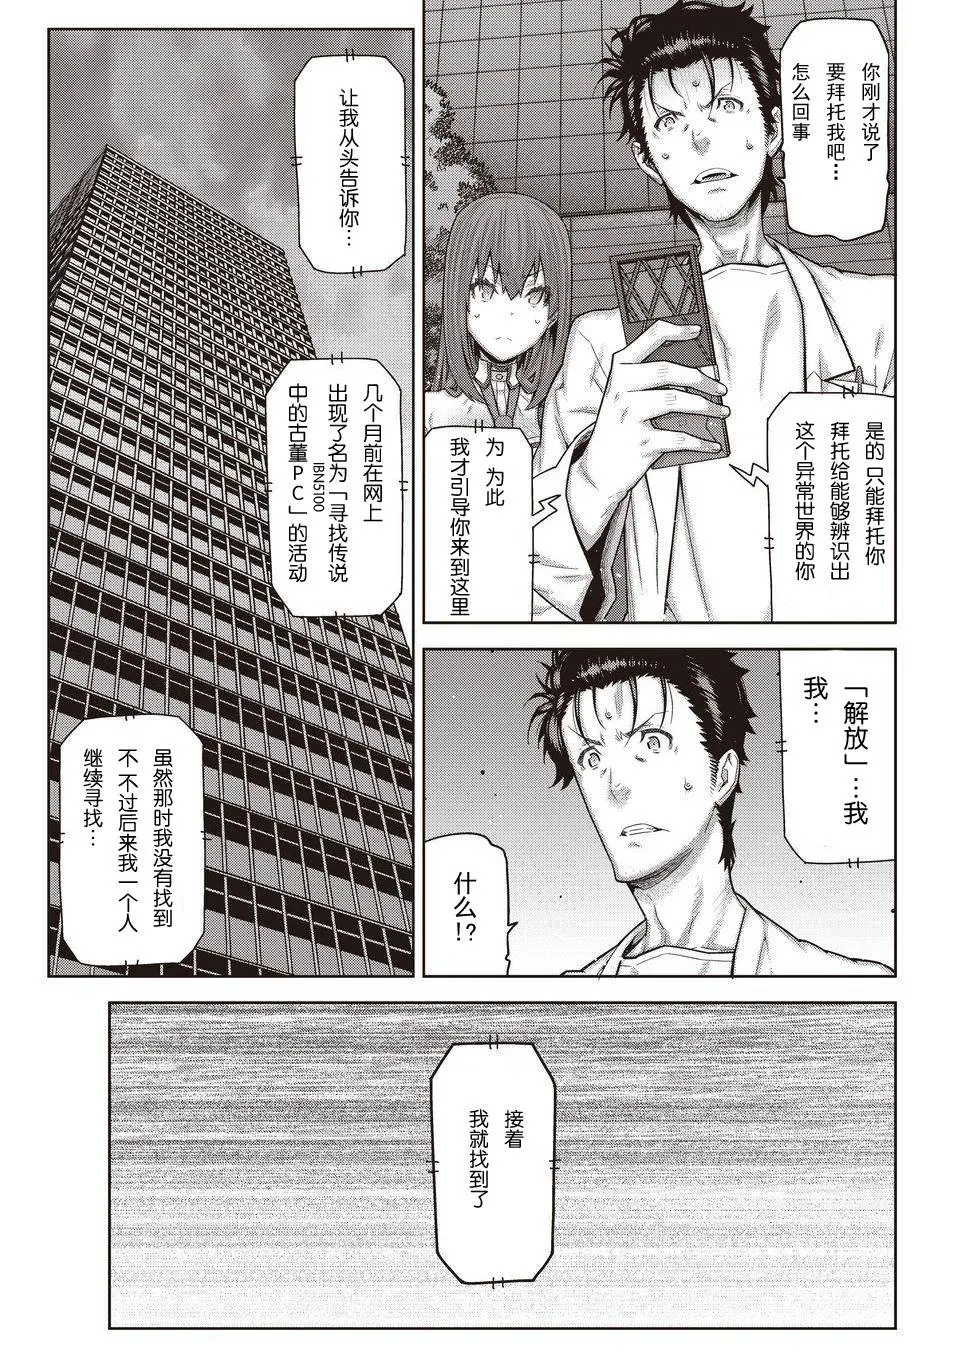 你刚才说了
要拜托我吧…
怎么回事
是的 只能拜托你
拜托给能够辨识出
这个异常世界的你
为 为此
我才引导你来到这里
「解放」…我
我…
什么!?
让我从头告诉你…
几个月前在网上
出现了名为「寻找传说
中的古董PC」的活动
IBN5100
虽然那时我没有找到
不 不过后来我一个人
继续寻找…
接着
我就找到了